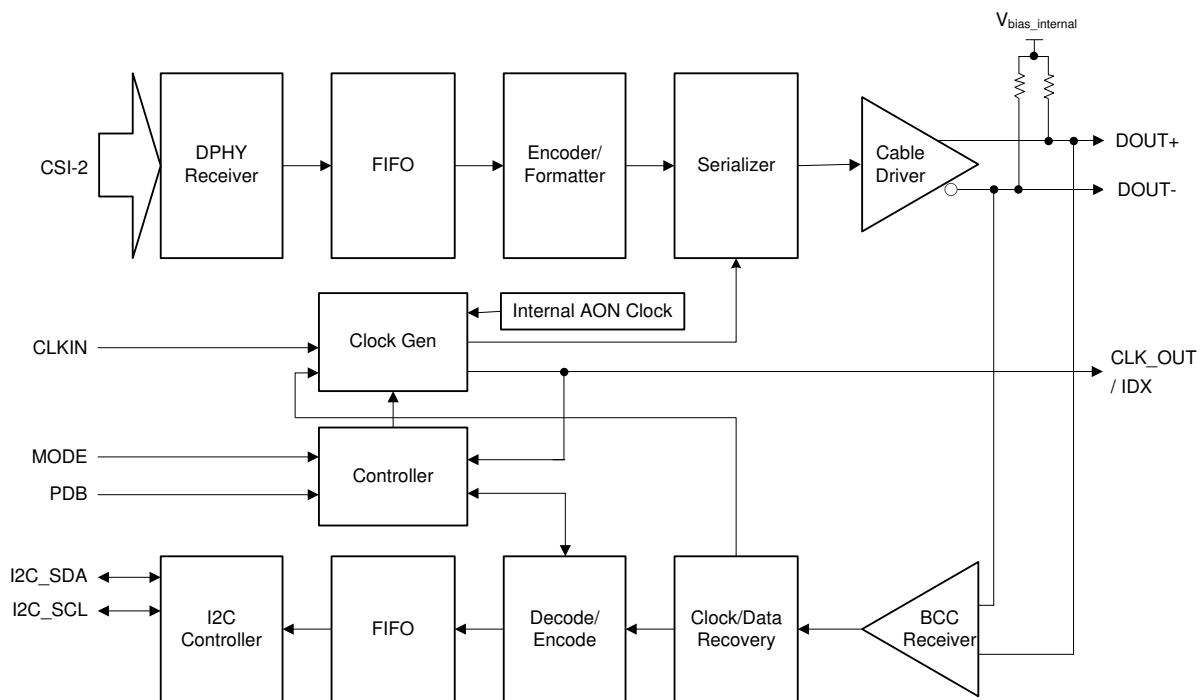 Vbias_internal
CSI-2
DPHY
Receiver
FIFO
Encoder/
Formatter
Serializer
Cable
Driver
DOUT+
DOUT-
Internal AON Clock
Clock Gen
CLKIN
CLK_OUT
/ IDX
MODE
PDB
Controller
I2C_SDA
I2C_SCL
I2C
Controller
FIFO
Decode/
Encode
Clock/Data
Recovery
BCC
Receiver